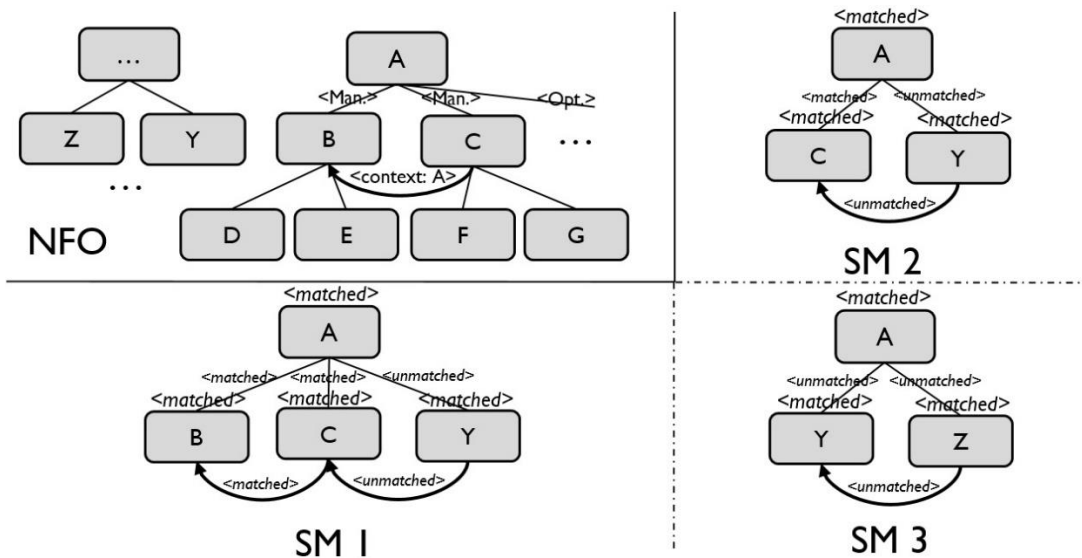 ...
A
<Man.>
<Man.>
<Opt.>
Z
Y
B
C
...
...
<context: A>
D
E
F
G
NFO
<matched>
A
<matched>
<unmatched>
<matched>
<matched>
C
Y
<unmatched>
SM 2
<matched>
A
<matched>
<matched>
<unmatched>
<matched>
<matched>
<matched>
B
C
Y
<matched>
<unmatched>
SM 1
<matched>
A
<unmatched>
<unmatched>
<matched>
<matched>
Y
Z
<unmatched>
SM 3